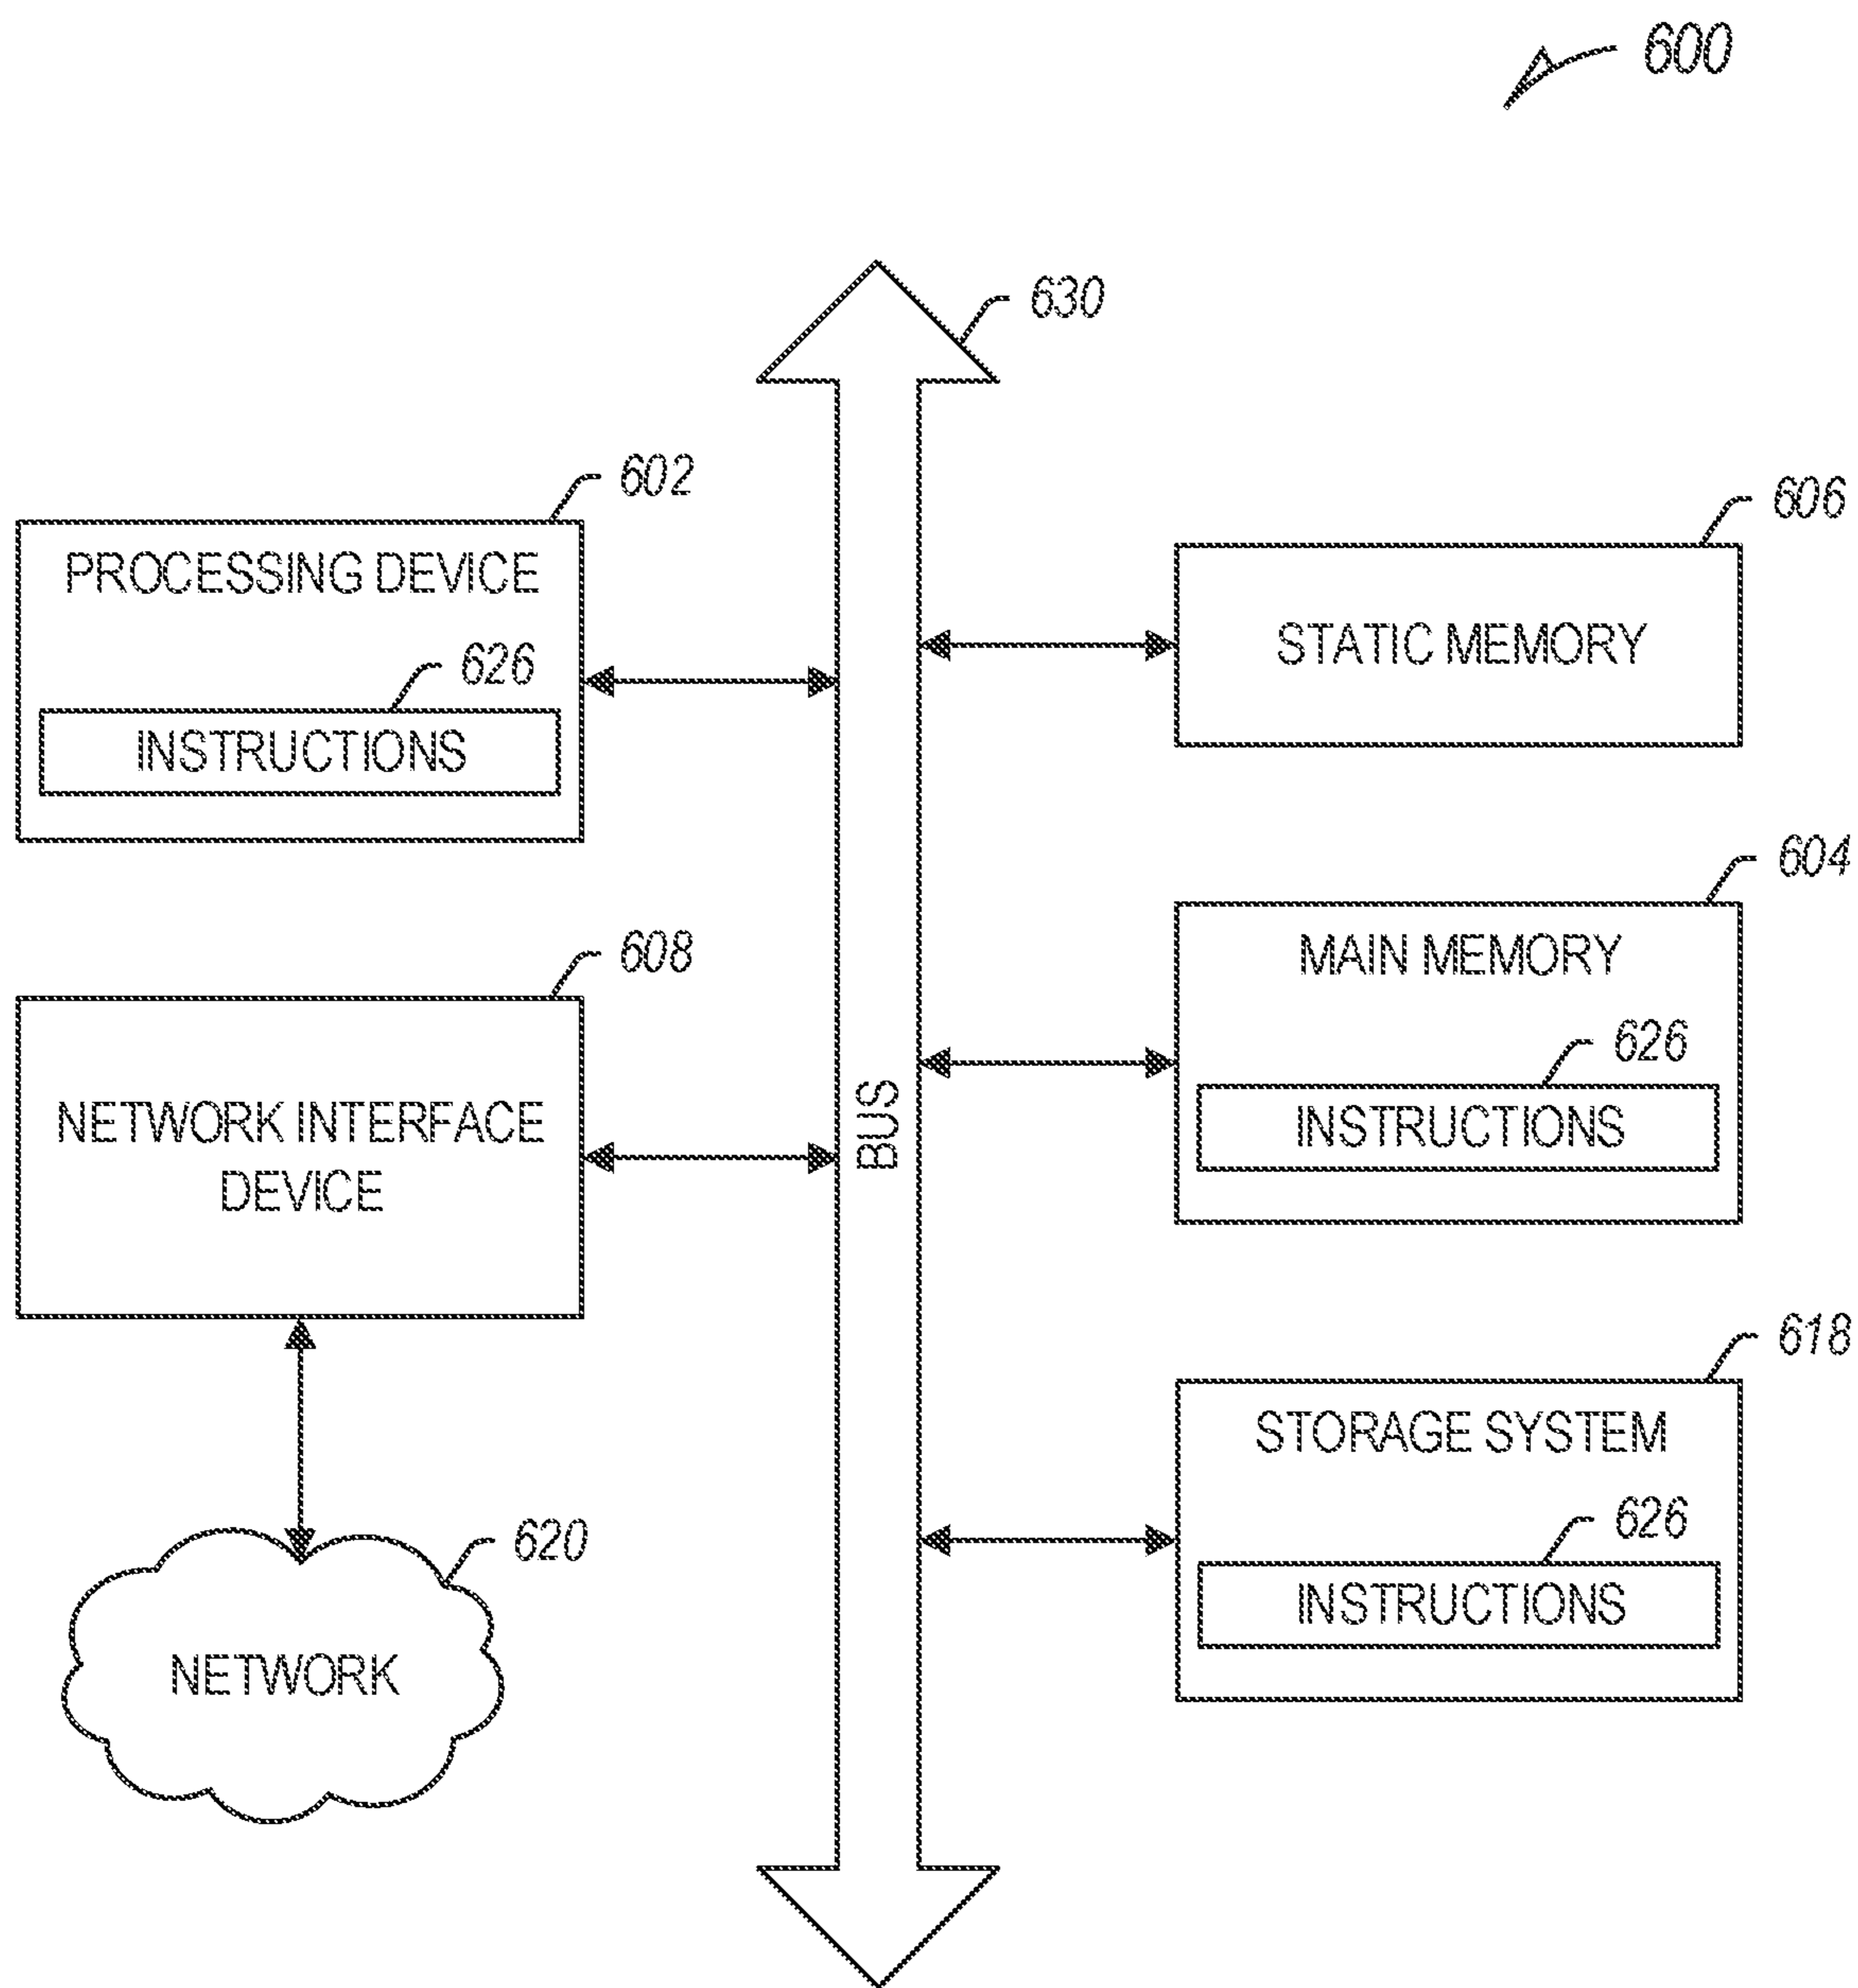 600
630
602
PROCESSING DEVICE
626
INSTRUCTIONS
606
STATIC MEMORY
604
MAIN MEMORY
626
INSTRUCTIONS
608
NETWORK INTERFACE
DEVICE
BUS
618
STORAGE SYSTEM
626
INSTRUCTIONS
620
NETWORK